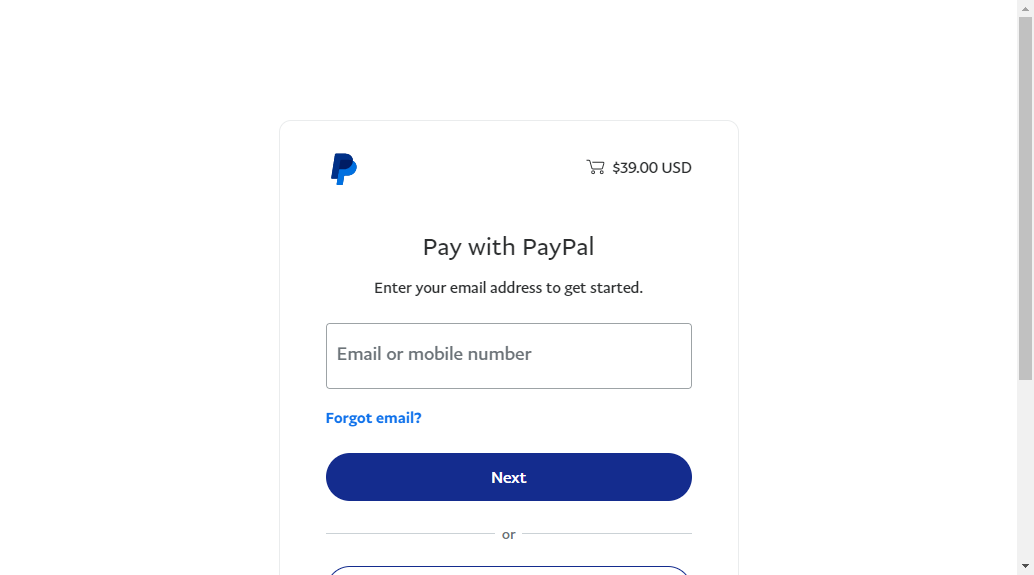 $39.00 USD
Pay with PayPal
Enter your email address to get started.
Email or mobile number
Forgot email?
Next
or